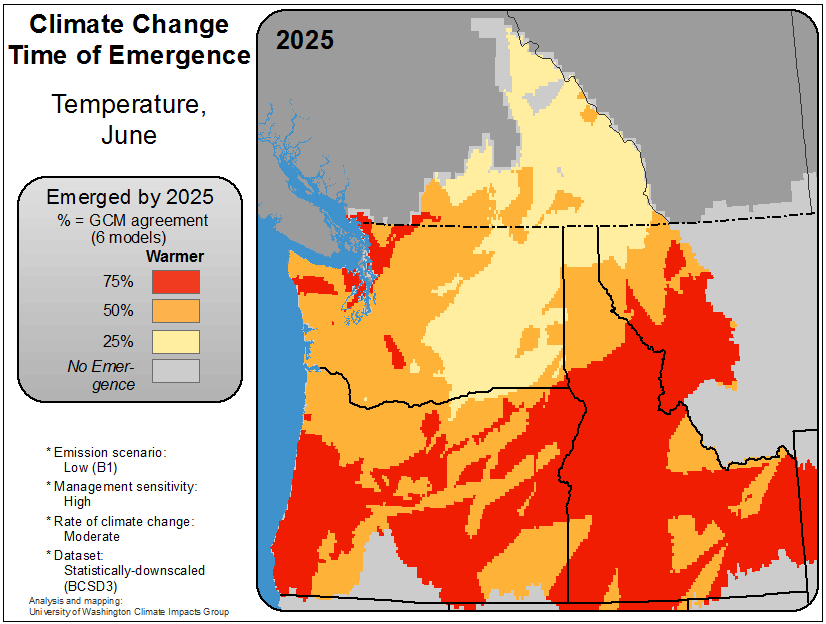 Climate Change
Time of Emergence
Temperature,
June
Emerged by 2025
% = GCM agreement
(6 models)
Warmer
75%
50%
25%
No Emer-
gence
* Emission scenario:
Low (B1)
* Management sensitivity:
High
* Rate of climate change:
Moderate
* Dataset:
Statistically-downscaled
(BCSD3)
Analysis and mapping:
University of Washington Climate Impacts Group
2025